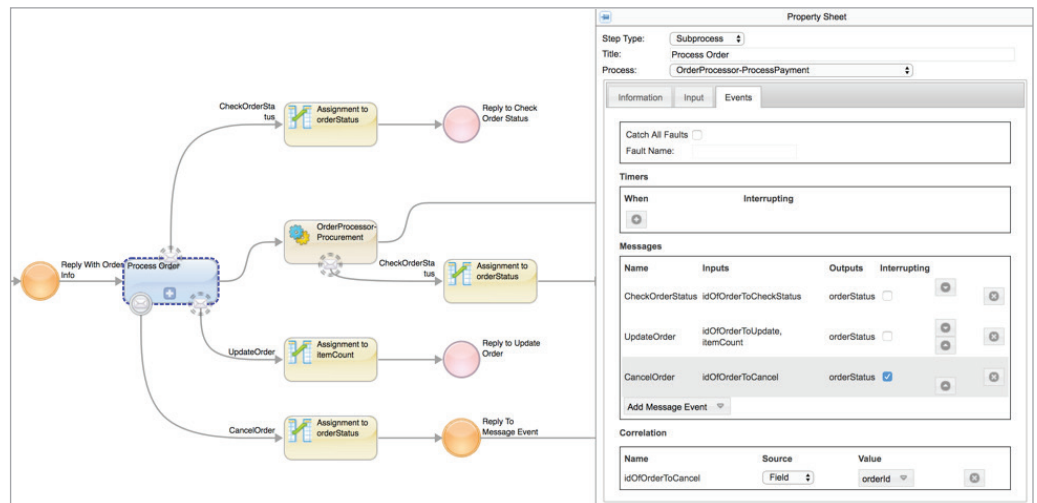 CheckOrderSta
tus
Assignment to
orderStatus
Reply to Check
Order Status
OrderProcessor-
Procurement
CheckOrderSta
tus
Assignment to
orderStatus
Reply With Order
Info
Process Order
UpdateOrder
Assignment to
itemCount
Reply to Update
Order
CancelOrder
Assignment to
orderStatus
Reply To
Message Event
Property Sheet
Step Type: Subprocess
Title: Process Order
Process: OrderProcessor-ProcessPayment
Information Input Events
Catch All Faults
Fault Name:
Timers
When Interrupting
Messages
Name Inputs Outputs Interrupting
CheckOrderStatus idOfOrderToCheckStatus orderStatus
UpdateOrder idOfOrderToUpdate,
itemCount orderStatus
CancelOrder idOfOrderToCancel orderStatus
Add Message Event
Correlation
Name Source Value
idOfOrderToCancel Field orderId